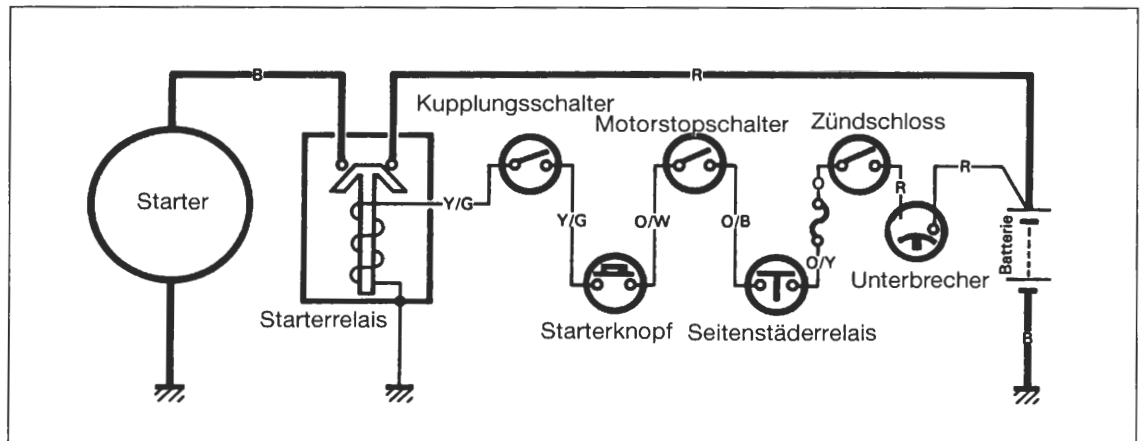 B
R
Kupplungsschalter
Motorstopschalter
Zündschloss
Starter
Y/G
Y/G
O/W
O/B
O
O/Y
R
R
Batterie
Unterbrecher
Starterrelais
Starterknopf
Seitenstäderrelais
B